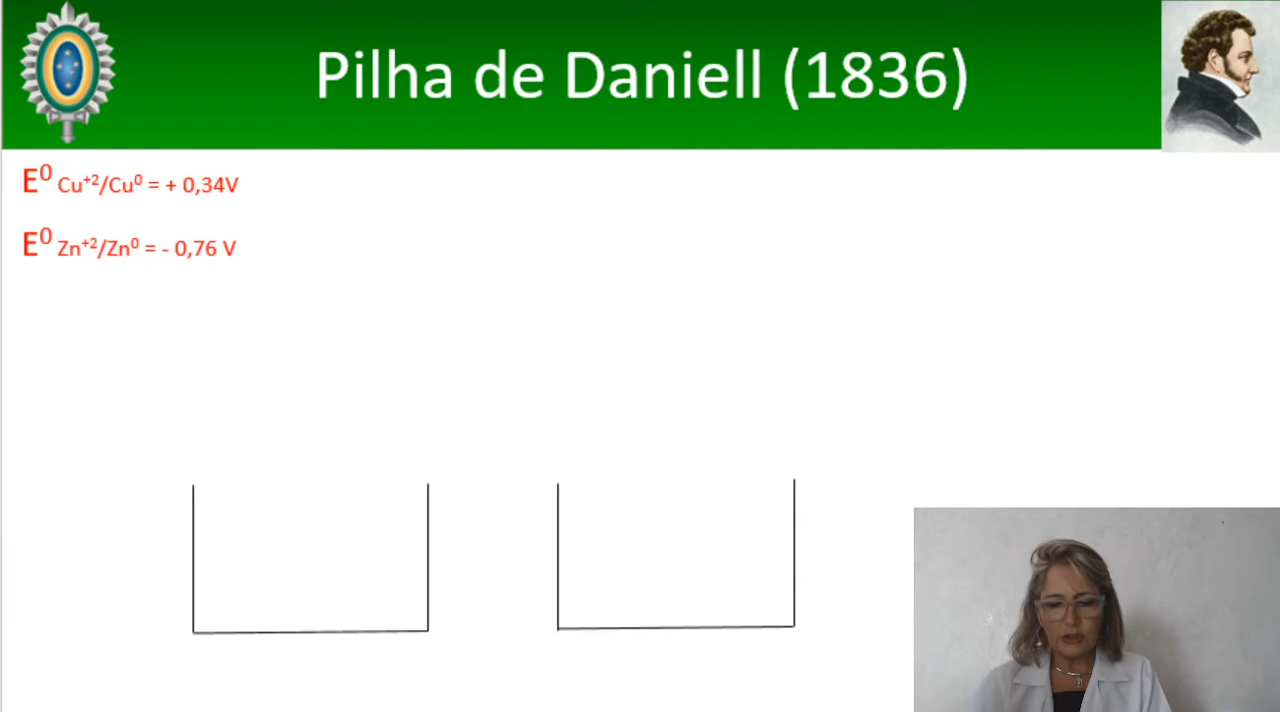 Pilha de Daniell (1836)
E⁰ Cu⁺²/Cu⁰ = + 0,34V
E⁰ Zn⁺²/Zn⁰ = - 0,76 V